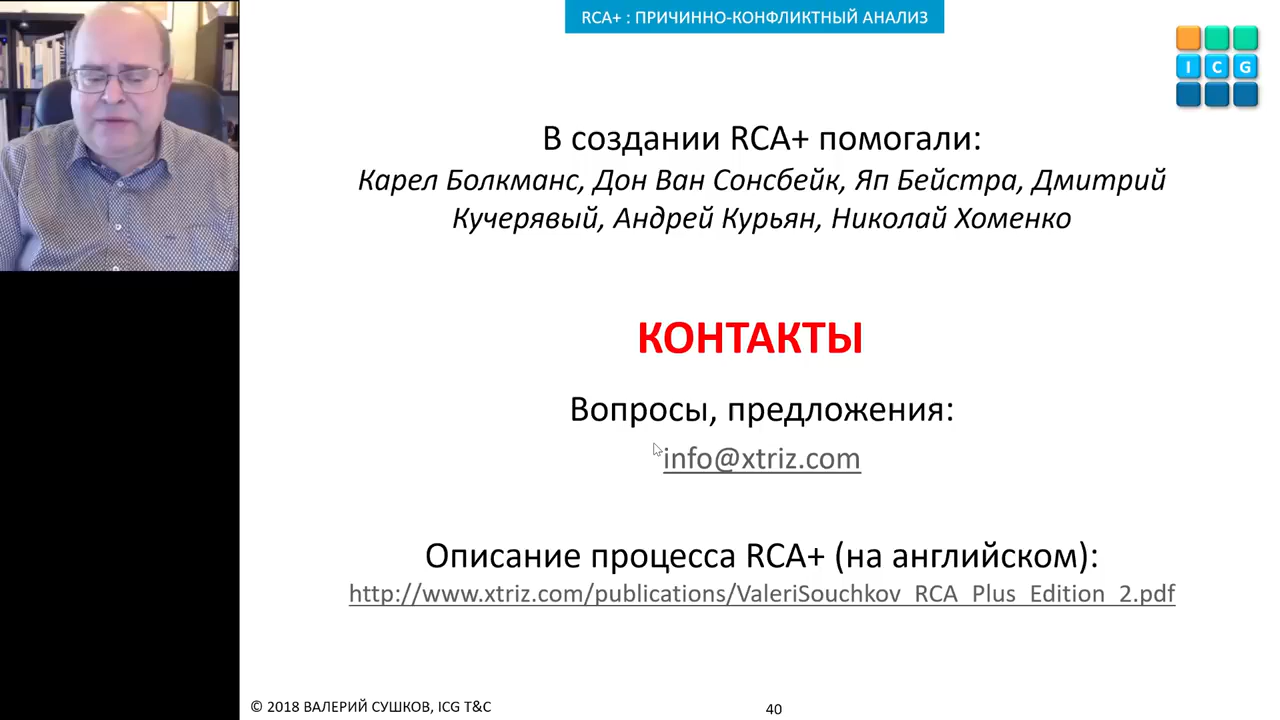 RCA+ : ПРИЧИННО-КОНФЛИКТНЫЙ АНАЛИЗ
I C G
В создании RCA+ помогали:
Карел Болкманс, Дон Ван Сонсбейк, Яп Бейстра, Дмитрий
Кучерявый, Андрей Курьян, Николай Хоменко
КОНТАКТЫ
Вопросы, предложения:
info@xtriz.com
Описание процесса RCA+ (на английском):
http://www.xtriz.com/publications/ValeriSouchkov_RCA_Plus_Edition_2.pdf
© 2018 ВАЛЕРИЙ СУШКОВ, ICG T&C
40